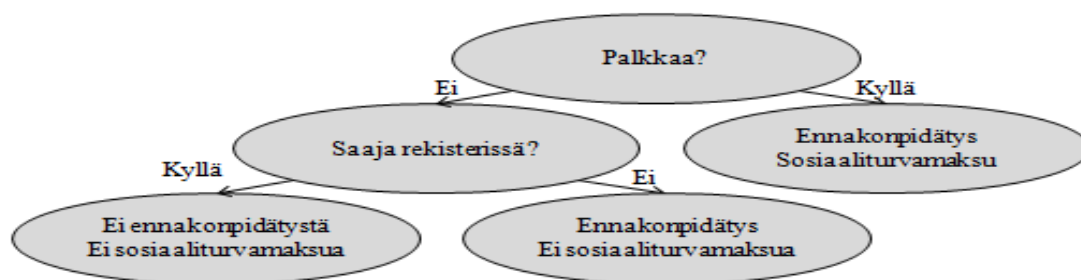 Palkkaa?
Ei
Kyllä
Saaja rekisterissä?
Ennakonpidätys
Sosiaaliturvamaksu
Kyllä
Ei
Ei ennakonpidätystä
Ei sosiaaliturvamaksua
Ennakonpidätys
Ei sosiaaliturvamaksua